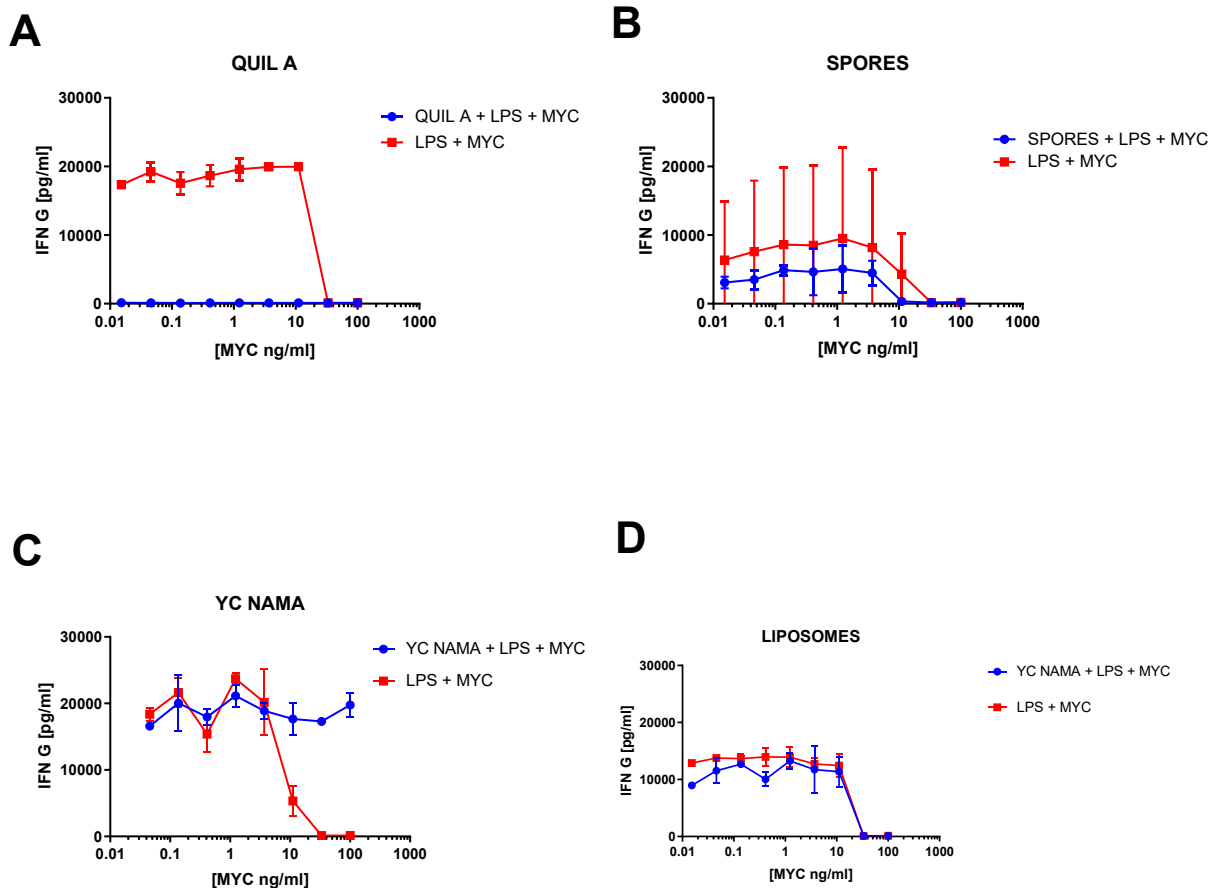 A
QUIL A
IFN G [pg/ml]
30000
20000
10000
0
0.01 0.1 1 10 100 1000
[MYC ng/ml]
QUIL A + LPS + MYC
LPS + MYC
B
SPORES
IFN G [pg/ml]
30000
20000
10000
0
0.01 0.1 1 10 100 1000
[MYC ng/ml]
SPORES + LPS + MYC
LPS + MYC
C
YC NAMA
IFN G [pg/ml]
30000
20000
10000
0
0.01 0.1 1 10 100 1000
[MYC ng/ml]
YC NAMA + LPS + MYC
LPS + MYC
D
LIPOSOMES
IFN G [pg/ml]
30000
20000
10000
0
0.01 0.1 1 10 100 1000
[MYC ng/ml]
YC NAMA + LPS + MYC
LPS + MYC